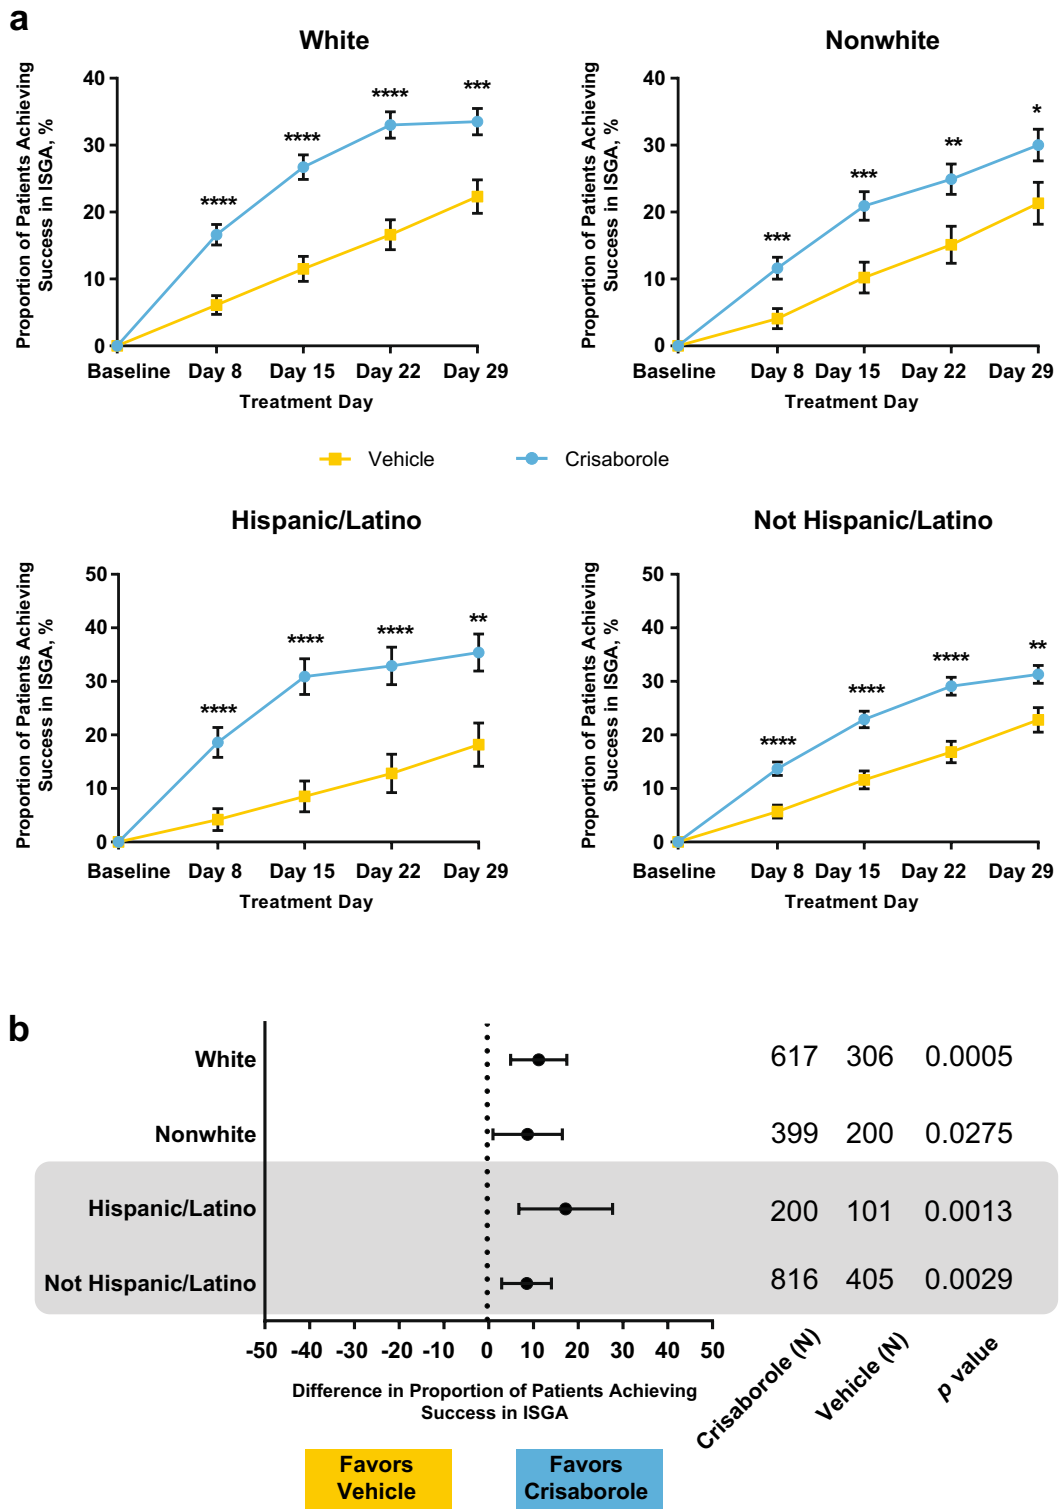 a
White
Proportion of Patients Achieving
Success in ISGA, %
40
30
20
10
0
****
****
****
***
Baseline Day 8 Day 15 Day 22 Day 29
Treatment Day
Nonwhite
Proportion of Patients Achieving
Success in ISGA, %
40
30
20
10
0
***
***
**
*
Baseline Day 8 Day 15 Day 22 Day 29
Treatment Day
Vehicle Crisaborole
Hispanic/Latino
Proportion of Patients Achieving
Success in ISGA, %
50
40
30
20
10
0
****
****
****
**
Baseline Day 8 Day 15 Day 22 Day 29
Treatment Day
Not Hispanic/Latino
Proportion of Patients Achieving
Success in ISGA, %
50
40
30
20
10
0
****
****
****
**
Baseline Day 8 Day 15 Day 22 Day 29
Treatment Day
b
White 617 306 0.0005
Nonwhite 399 200 0.0275
Hispanic/Latino 200 101 0.0013
Not Hispanic/Latino 816 405 0.0029
-50 -40 -30 -20 -10 0 10 20 30 40 50
Crisaborole (N) Vehicle (N) p value
Difference in Proportion of Patients Achieving
Success in ISGA
Favors
Vehicle
Favors
Crisaborole